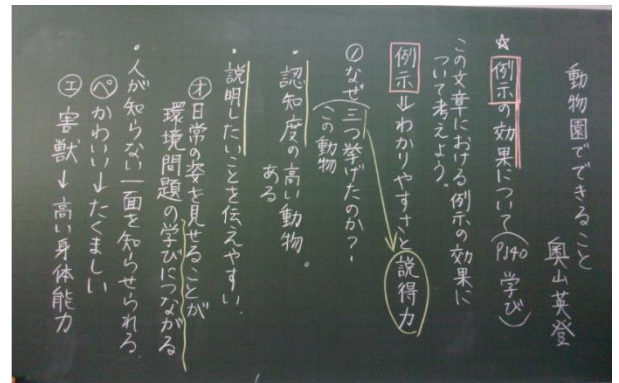 動物園でできること
奥山英登
☆例示の効果について(P140 学び)
この文章における例示の効果に
ついて考えよう。
例示⇓わかりやすさと説得力
①なぜ三つ挙げたのか?
この動物
・認知度の高い動物。
ある
・説明したいことを伝えやすい。
㋔日常の姿を見せることが
環境問題の学びにつながる
・人が知らない一面を知らせられる。
㋬かわいい→たくましい
㋓害獣→高い身体能力